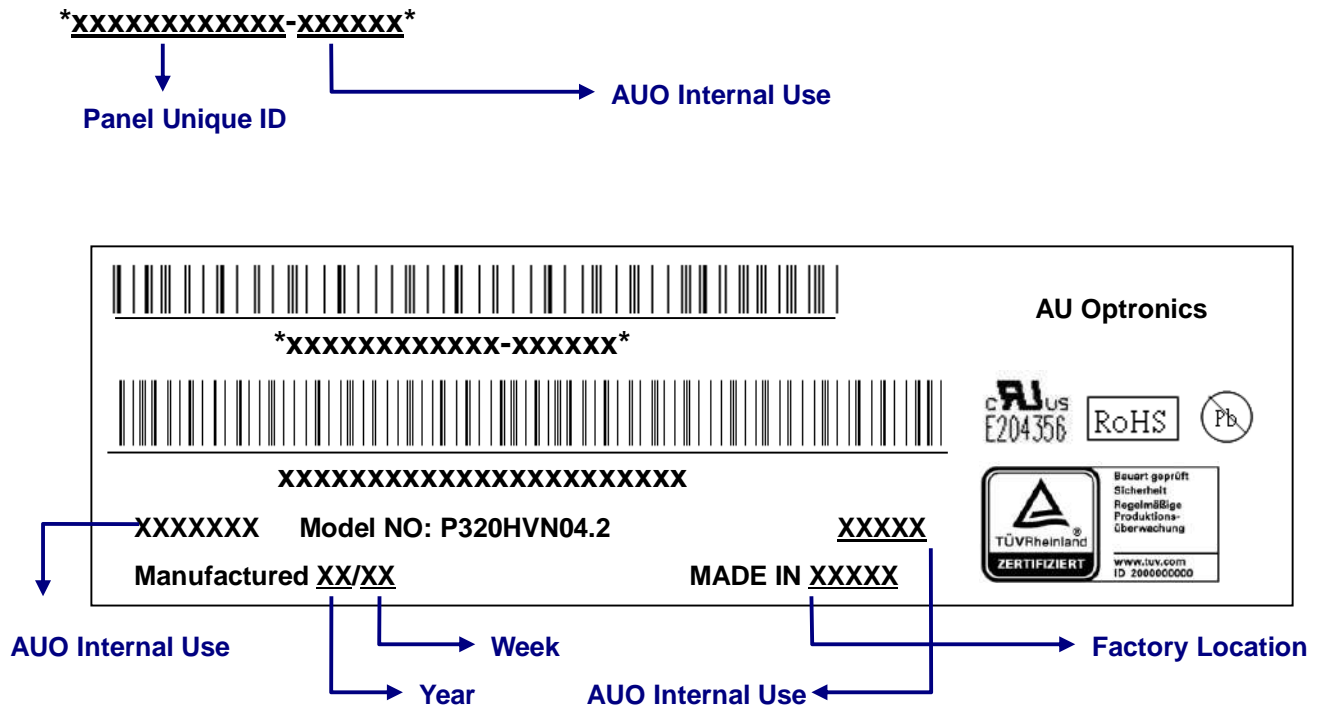 *xxxxxxxxxxxx-xxxxxx*
AUO Internal Use
Panel Unique ID
AU Optronics
*xxxxxxxxxxxx-xxxxxx*
c RU US
E204356
RoHS
Pb
xxxxxxxxxxxxxxxxxxxxxxx
Bauart geprüft
Sicherheit
Regelmäßige
Produktions-
überwachung
TÜVRheinland ®
ZERTIFIZIERT
www.tuv.com
ID 2000000000
XXXXXXX Model NO: P320HVN04.2 XXXXX
Manufactured XX/XX MADE IN XXXXX
AUO Internal Use
Week
Factory Location
Year
AUO Internal Use